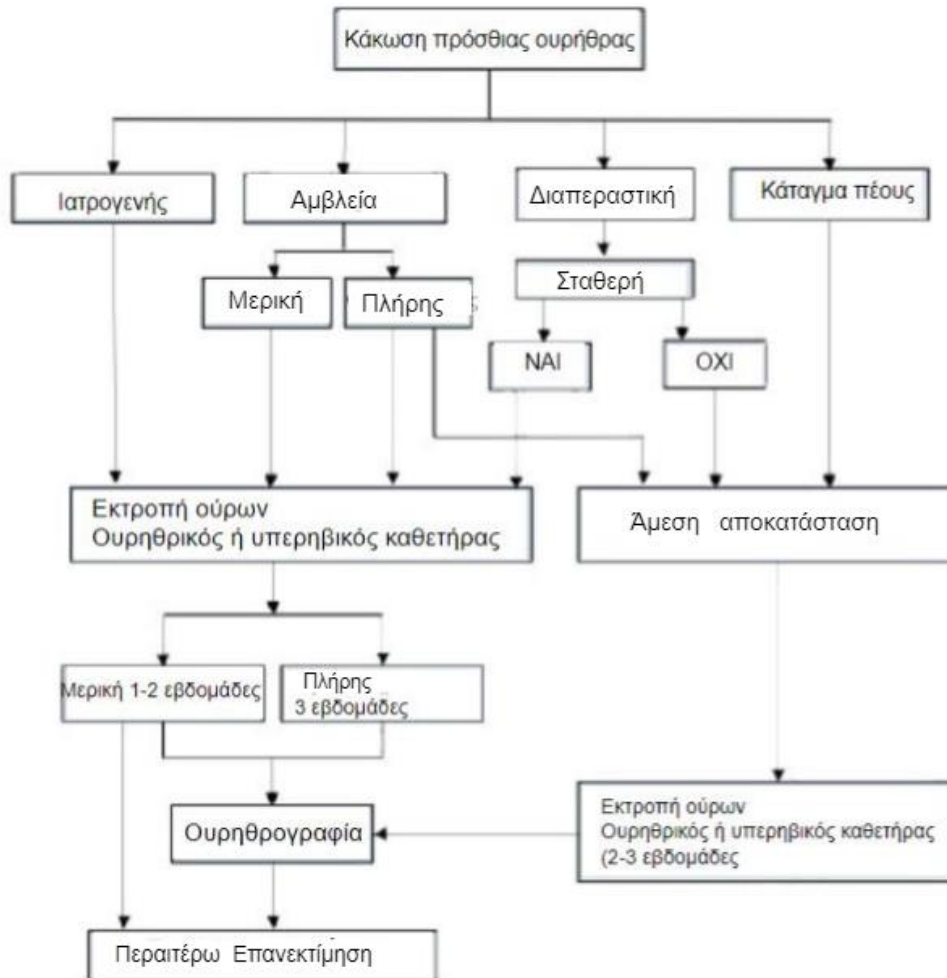 Κάκωση πρόσθιας ουρήθρας
Ιατρογενής
Αμβλεία
Διαπεραστική
Κάταγμα πέους
Μερική
Πλήρης
Σταθερή
ΝΑΙ
ΟΧΙ
Εκτροπή ούρων
Ουρηθρικός ή υπερηβικός καθετήρας
Άμεση αποκατάσταση
Μερική 1-2 εβδομάδες
Πλήρης
3 εβδομάδες
Ουρηθρογραφία
Εκτροπή ούρων
Ουρηθρικός ή υπερηβικός καθετήρας
(2-3 εβδομάδες
Περαιτέρω Επανεκτίμηση